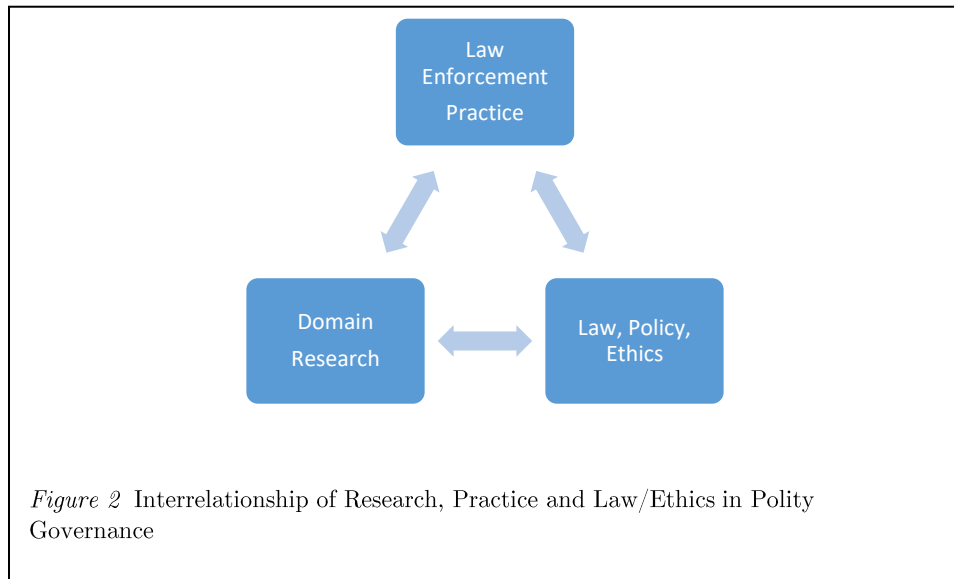 Law
Enforcement
Practice
Domain
Research
Law, Policy,
Ethics
Figure 2 Interrelationship of Research, Practice and Law/Ethics in Polity
Governance